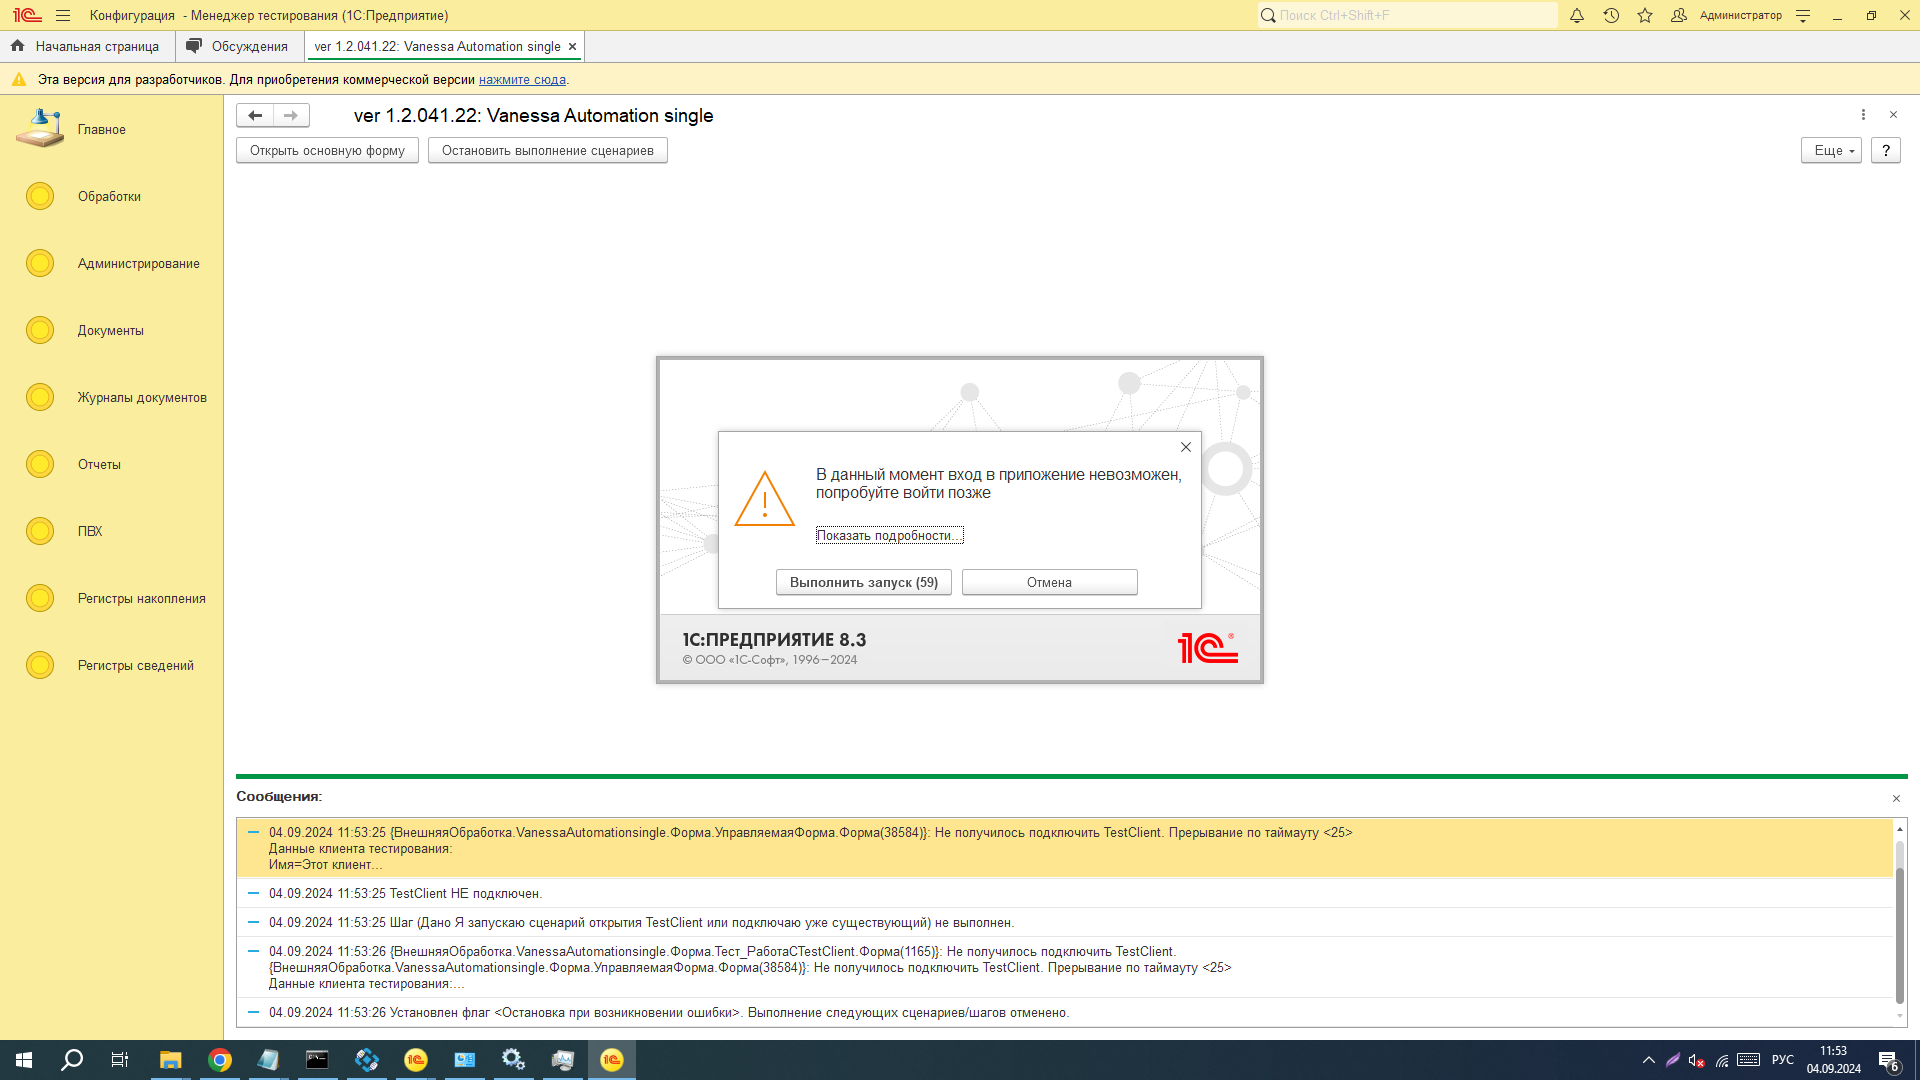 Конфигурация - Менеджер тестирования (1С:Предприятие)
Поиск Ctrl+Shift+F
Администратор
Начальная страница
Обсуждения
ver 1.2.041.22: Vanessa Automation single
Эта версия для разработчиков. Для приобретения коммерческой версии нажмите сюда.
Главное
Обработки
Администрирование
Документы
Журналы документов
Отчеты
ПВХ
Регистры накопления
Регистры сведений
ver 1.2.041.22: Vanessa Automation single
Открыть основную форму
Остановить выполнение сценариев
Еще
?
В данный момент вход в приложение невозможен,
попробуйте войти позже
Показать подробности...
Выполнить запуск (59)
Отмена
1С:ПРЕДПРИЯТИЕ 8.3
© ООО «1С-Софт», 1996–2024
1С®
Сообщения:
04.09.2024 11:53:25 {ВнешняяОбработка.VanessaAutomationsingle.Форма.УправляемаяФорма.Форма(38584)}: Не получилось подключить TestClient. Прерывание по таймауту <25>
Данные клиента тестирования:
Имя=Этот клиент...
04.09.2024 11:53:25 TestClient НЕ подключен.
04.09.2024 11:53:25 Шаг (Дано Я запускаю сценарий открытия TestClient или подключаю уже существующий) не выполнен.
04.09.2024 11:53:26 {ВнешняяОбработка.VanessaAutomationsingle.Форма.Тест_РаботаСTestClient.Форма(1165)}: Не получилось подключить TestClient.
{ВнешняяОбработка.VanessaAutomationsingle.Форма.УправляемаяФорма.Форма(38584)}: Не получилось подключить TestClient. Прерывание по таймауту <25>
Данные клиента тестирования:...
04.09.2024 11:53:26 Установлен флаг <Остановка при возникновении ошибки>. Выполнение следующих сценариев/шагов отменено.
РУС
11:53
04.09.2024
6